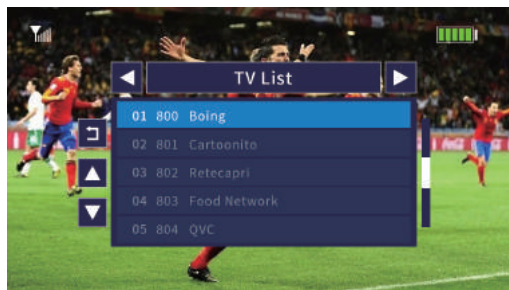 TV List
01 800 Boing
02 801 Cartoonito
03 802 Retecapri
04 803 Food Network
05 804 QVC